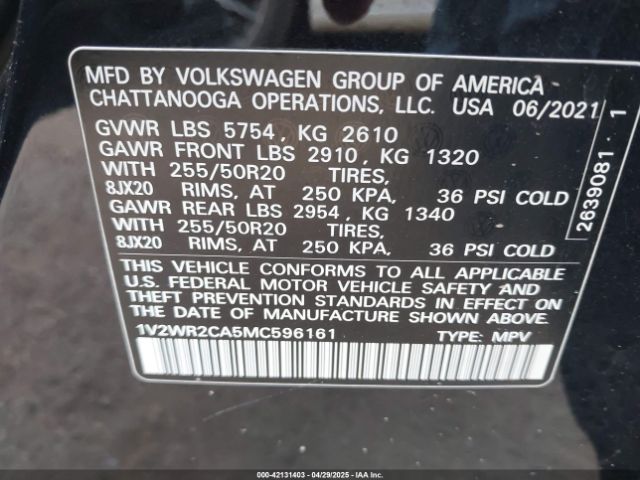 MFD BY VOLKSWAGEN GROUP OF AMERICA
CHATTANOOGA OPERATIONS, LLC. USA 06/2021
GVWR LBS 5754, KG 2610
GAWR FRONT LBS 2910, KG 1320
WITH 255/50R20 TIRES,
8JX20 RIMS, AT 250 KPA, 36 PSI COLD
GAWR REAR LBS 2954, KG 1340
WITH 255/50R20 TIRES,
8JX20 RIMS, AT 250 KPA, 36 PSI COLD
THIS VEHICLE CONFORMS TO ALL APPLICABLE
U.S. FEDERAL MOTOR VEHICLE SAFETY AND
THEFT PREVENTION STANDARDS IN EFFECT ON
THE DATE OF MANUFACTURE SHOWN ABOVE.
1V2WR2CA5MC596161 TYPE: MPV
2639081 1
000-42131403 04/29/2025 IAAI.COM